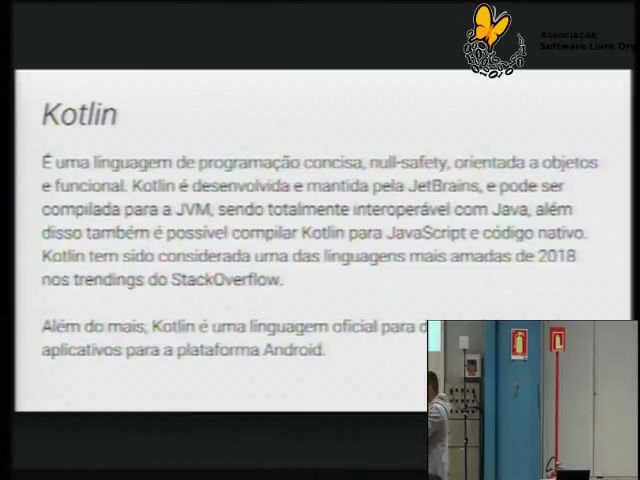 Associacao
Software Livre.Or
Kotlin
É uma linguagem de programação concisa, null-safety, orientada a objetos
e funcional. Kotlin é desenvolvida e mantida pela JetBrains, e pode ser
compilada para a JVM, sendo totalmente interoperável com Java, além
disso também é possível compilar Kotlin para JavaScript e código nativo.
Kotlin tem sido considerada uma das linguagens mais amadas de 2018
nos trendings do StackOverflow.
Além do mais, Kotlin é uma linguagem oficial para d
aplicativos para a plataforma Android.